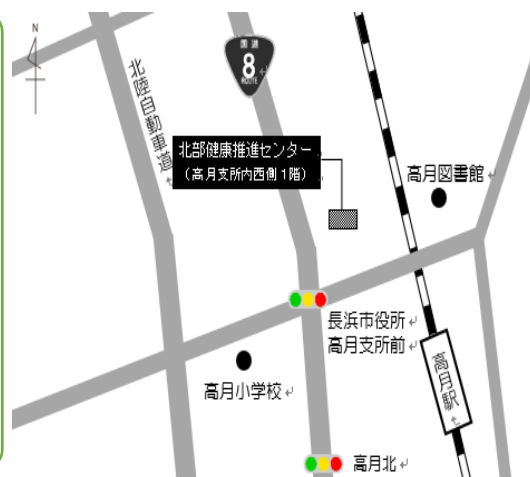 N
国道
8
ROUTE
北陸自動車道
北部健康推進センター
（高月支所内西側1階）
高月図書館
長浜市役所
高月支所前
高月小学校
高月駅
高月北